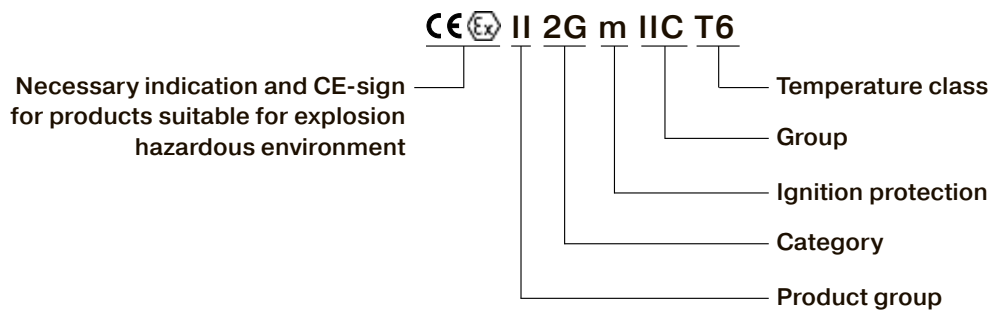 CE Ex II 2G m IIC T6
Necessary indication and CE-sign
for products suitable for explosion
hazardous environment
Temperature class
Group
Ignition protection
Category
Product group